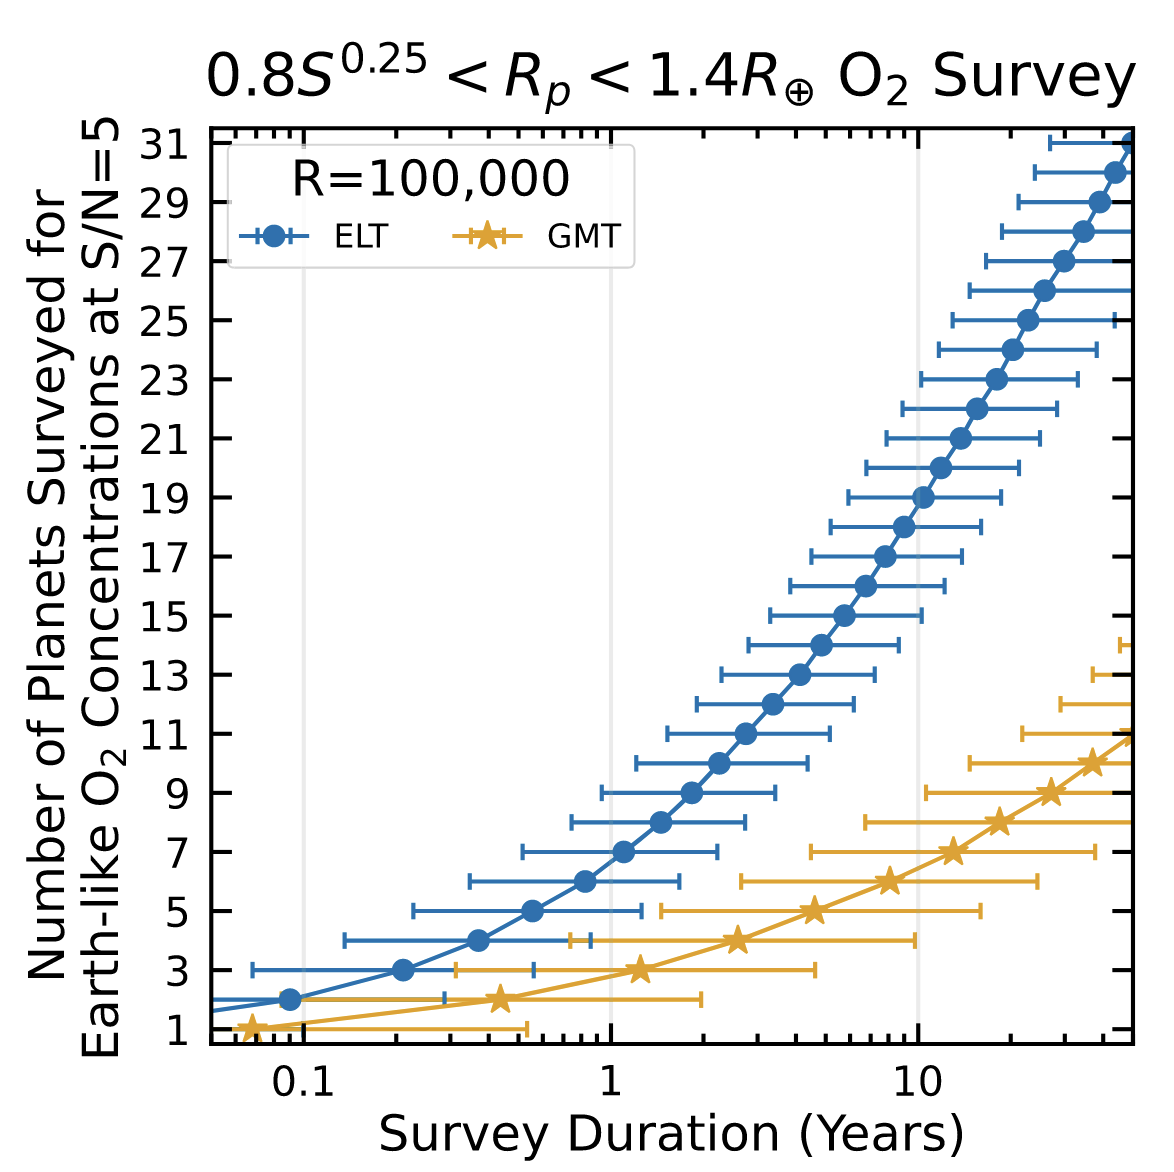 0.8S^0.25 < R_p < 1.4R_⊕ O₂ Survey
Number of Planets Surveyed for
Earth-like O₂ Concentrations at S/N=5
31
29
27
25
23
21
19
17
15
13
11
9
7
5
3
1
R=100,000
ELT GMT
0.1 1 10
Survey Duration (Years)